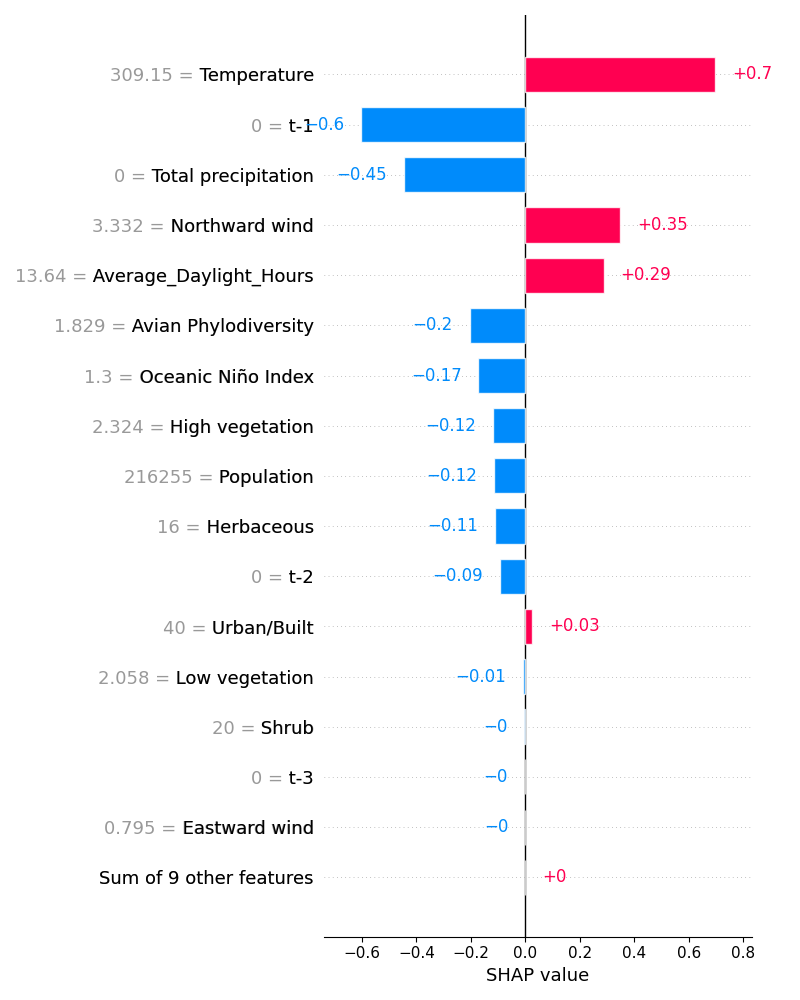 309.15 = Temperature +0.7
0 = t-1 −0.6
0 = Total precipitation −0.45
3.332 = Northward wind +0.35
13.64 = Average_Daylight_Hours +0.29
1.829 = Avian Phylodiversity −0.2
1.3 = Oceanic Niño Index −0.17
2.324 = High vegetation −0.12
216255 = Population −0.12
16 = Herbaceous −0.11
0 = t-2 −0.09
40 = Urban/Built +0.03
2.058 = Low vegetation −0.01
20 = Shrub −0
0 = t-3 −0
0.795 = Eastward wind −0
Sum of 9 other features +0
−0.6 −0.4 −0.2 0.0 0.2 0.4 0.6 0.8
SHAP value